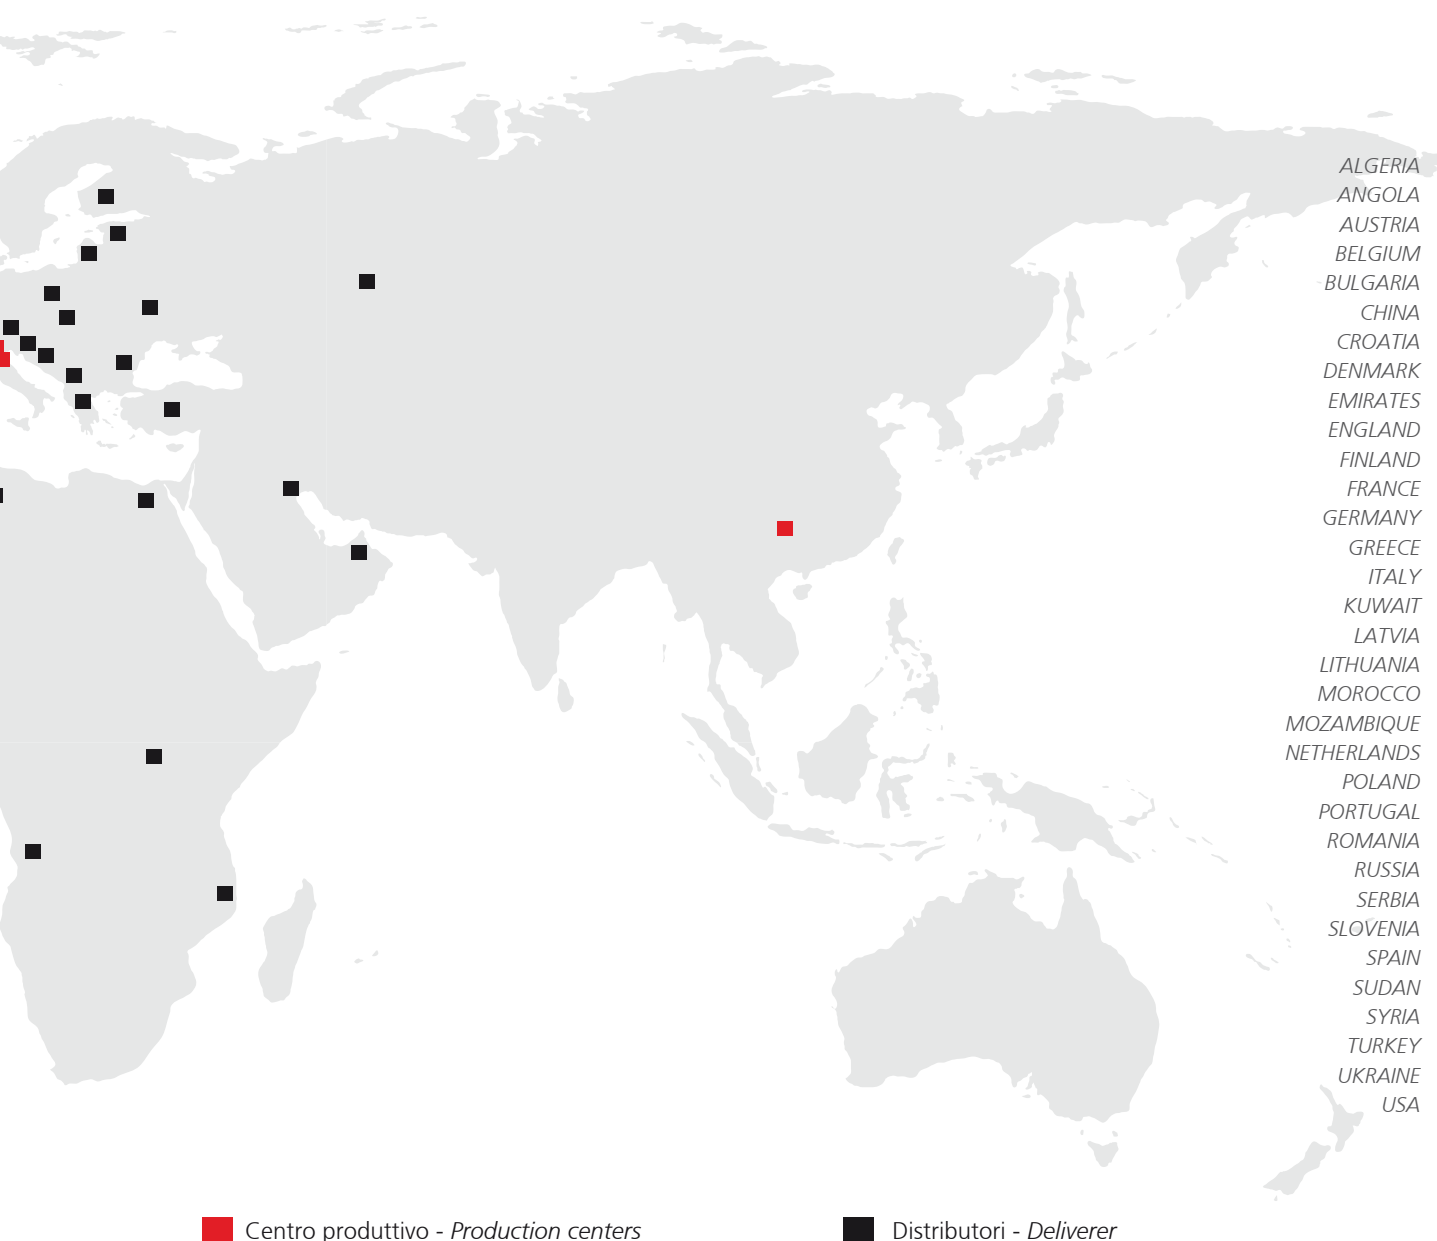 ALGERIA
ANGOLA
AUSTRIA
BELGIUM
BULGARIA
CHINA
CROATIA
DENMARK
EMIRATES
ENGLAND
FINLAND
FRANCE
GERMANY
GREECE
ITALY
KUWAIT
LATVIA
LITHUANIA
MOROCCO
MOZAMBIQUE
NETHERLANDS
POLAND
PORTUGAL
ROMANIA
RUSSIA
SERBIA
SLOVENIA
SPAIN
SUDAN
SYRIA
TURKEY
UKRAINE
USA
Centro produttivo - Production centers
Distributori - Deliverer